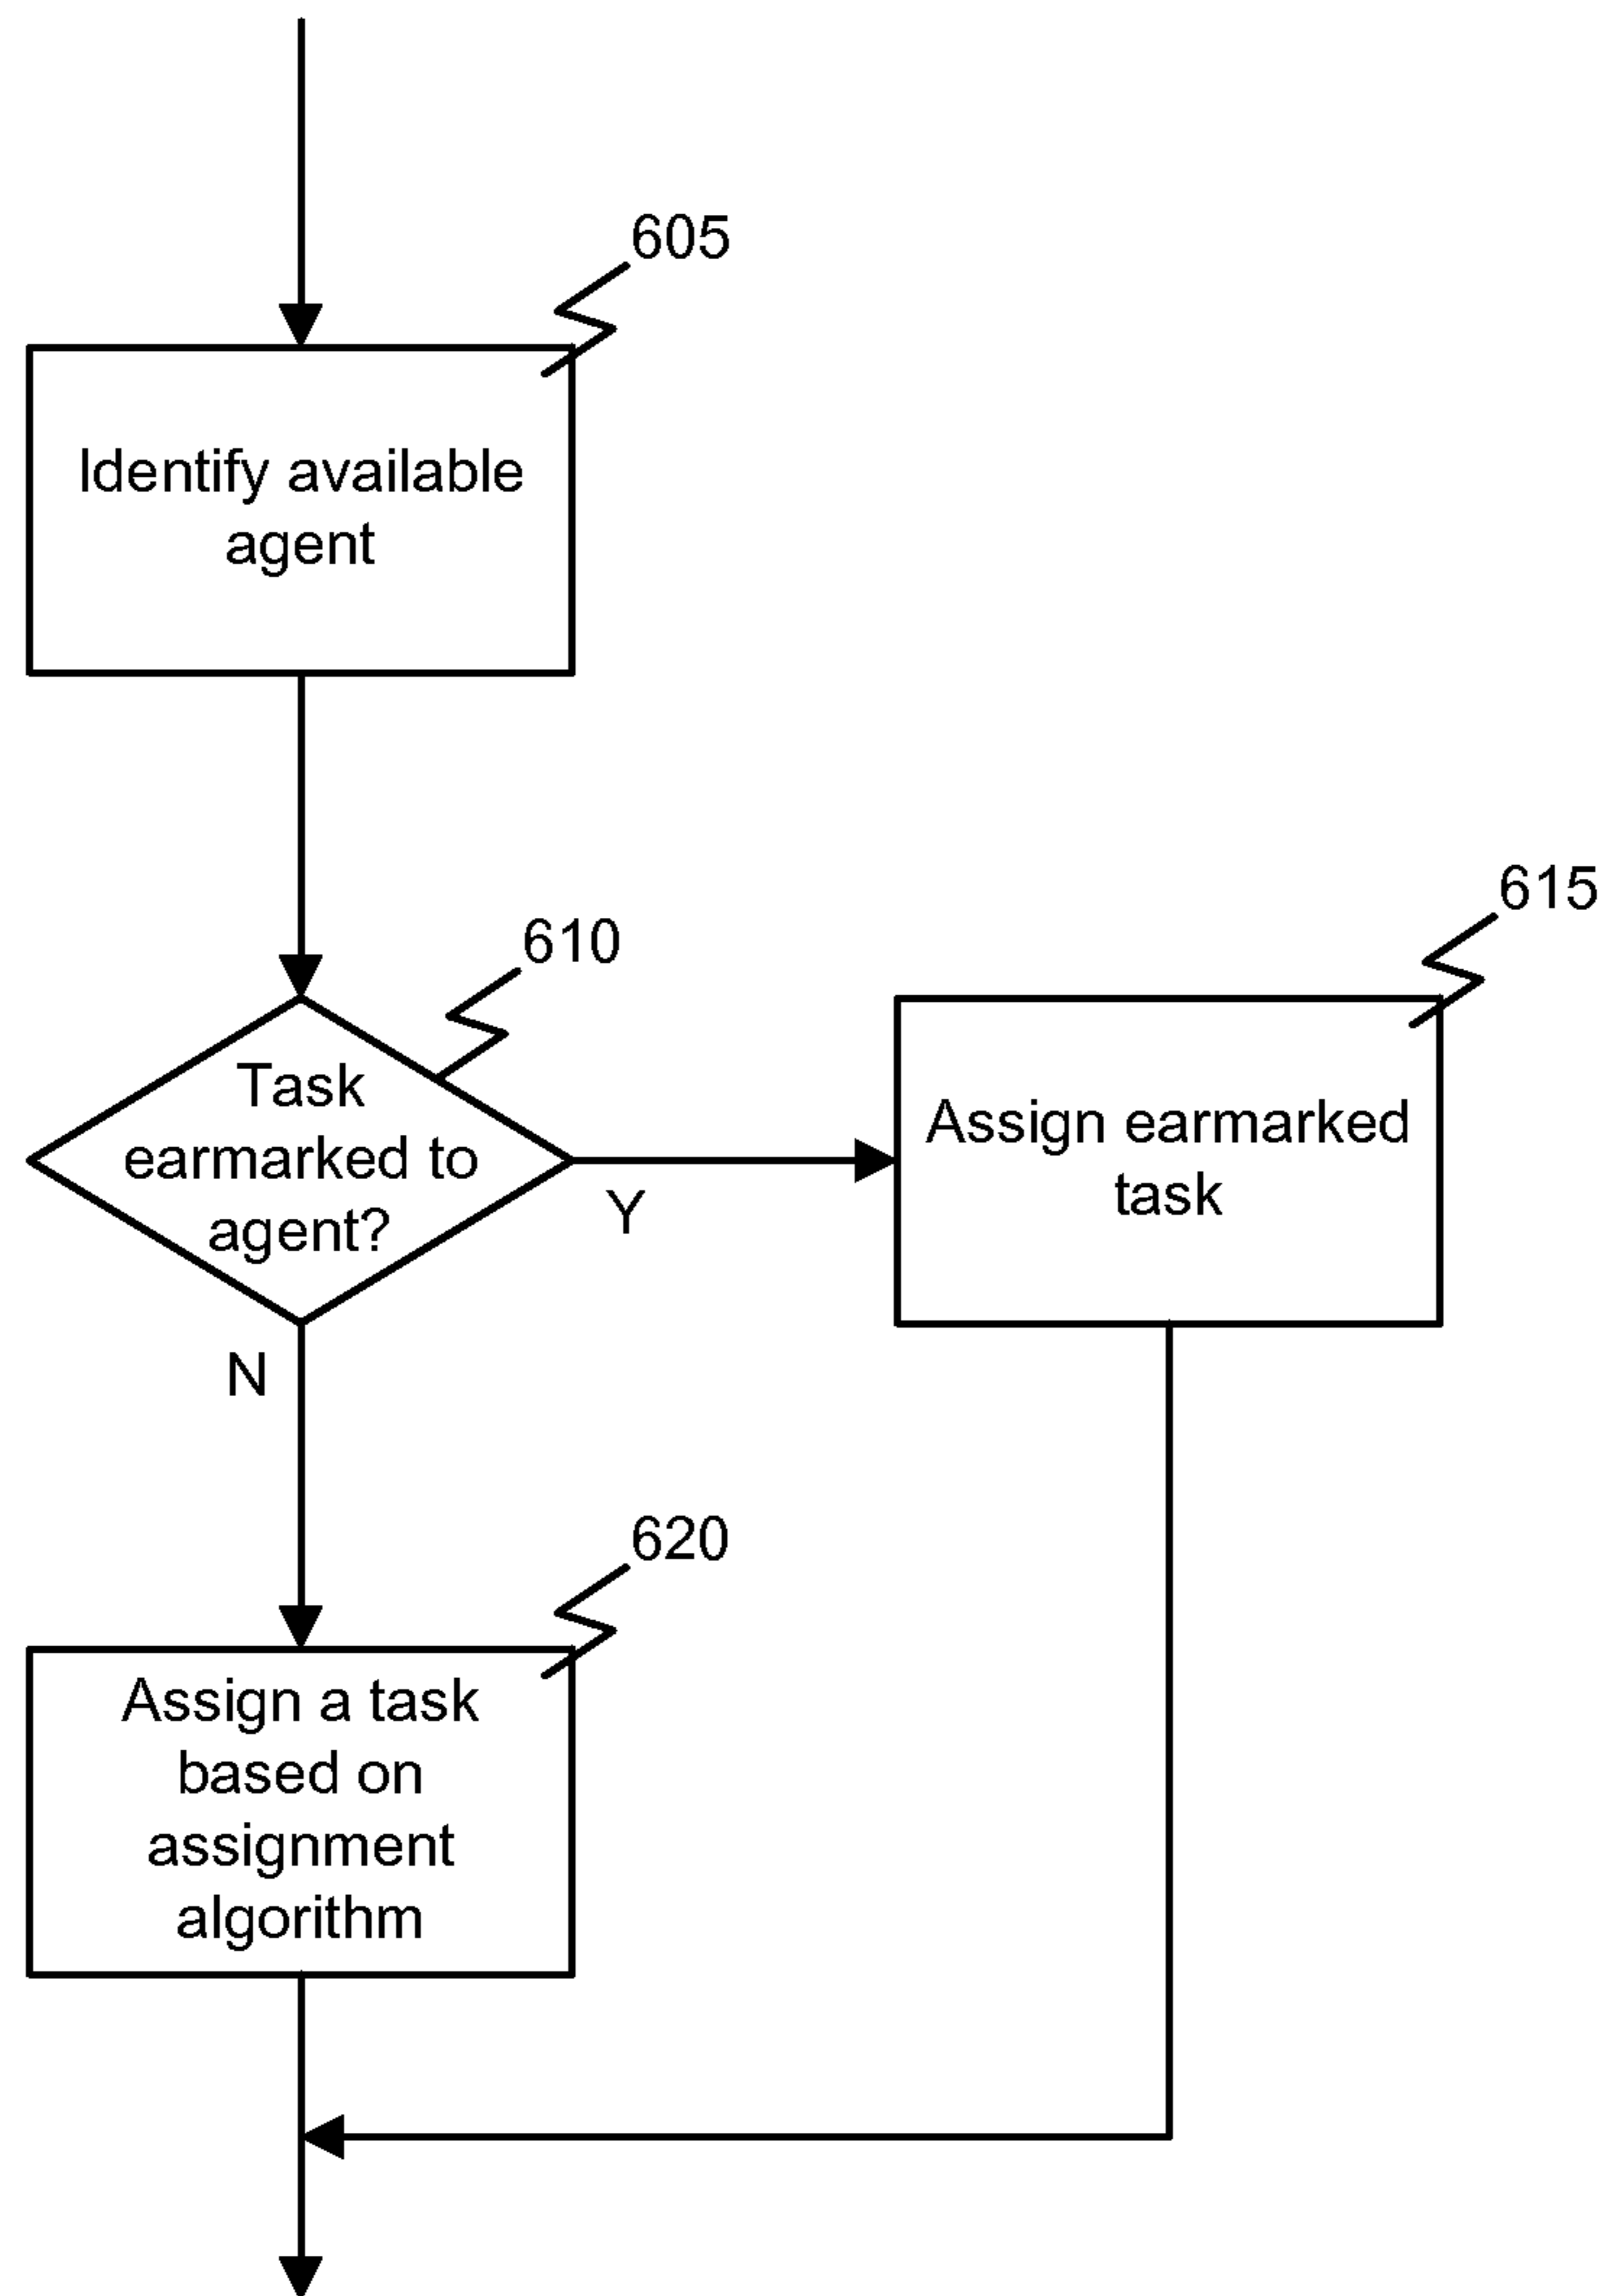 605
Identify available
agent
610
615
Task
earmarked to
agent?
Y
Assign earmarked
task
N
620
Assign a task
based on
assignment
algorithm